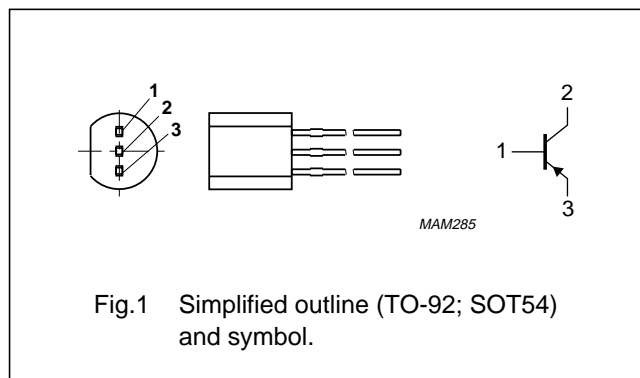 1
2
3
2
1
3
MAM285
Fig.1 Simplified outline (TO-92; SOT54)
and symbol.